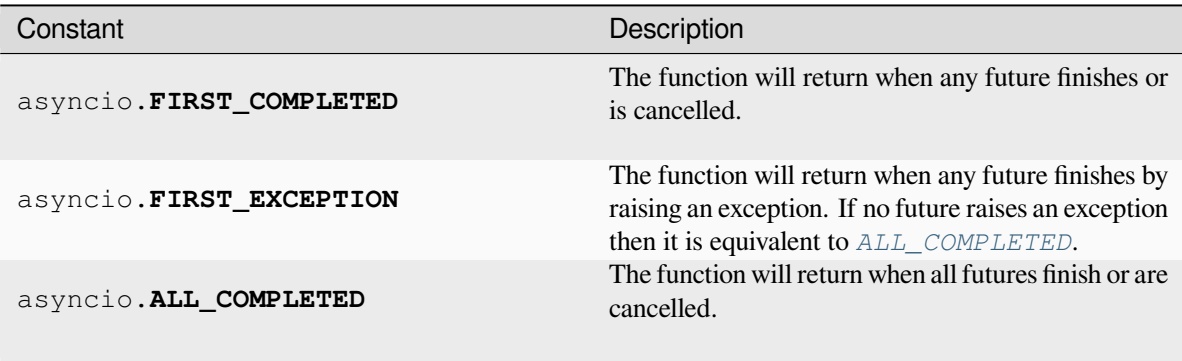 Constant Description
asyncio.FIRST_COMPLETED The function will return when any future finishes or
is cancelled.
asyncio.FIRST_EXCEPTION The function will return when any future finishes by
raising an exception. If no future raises an exception
then it is equivalent to ALL_COMPLETED.
asyncio.ALL_COMPLETED The function will return when all futures finish or are
cancelled.